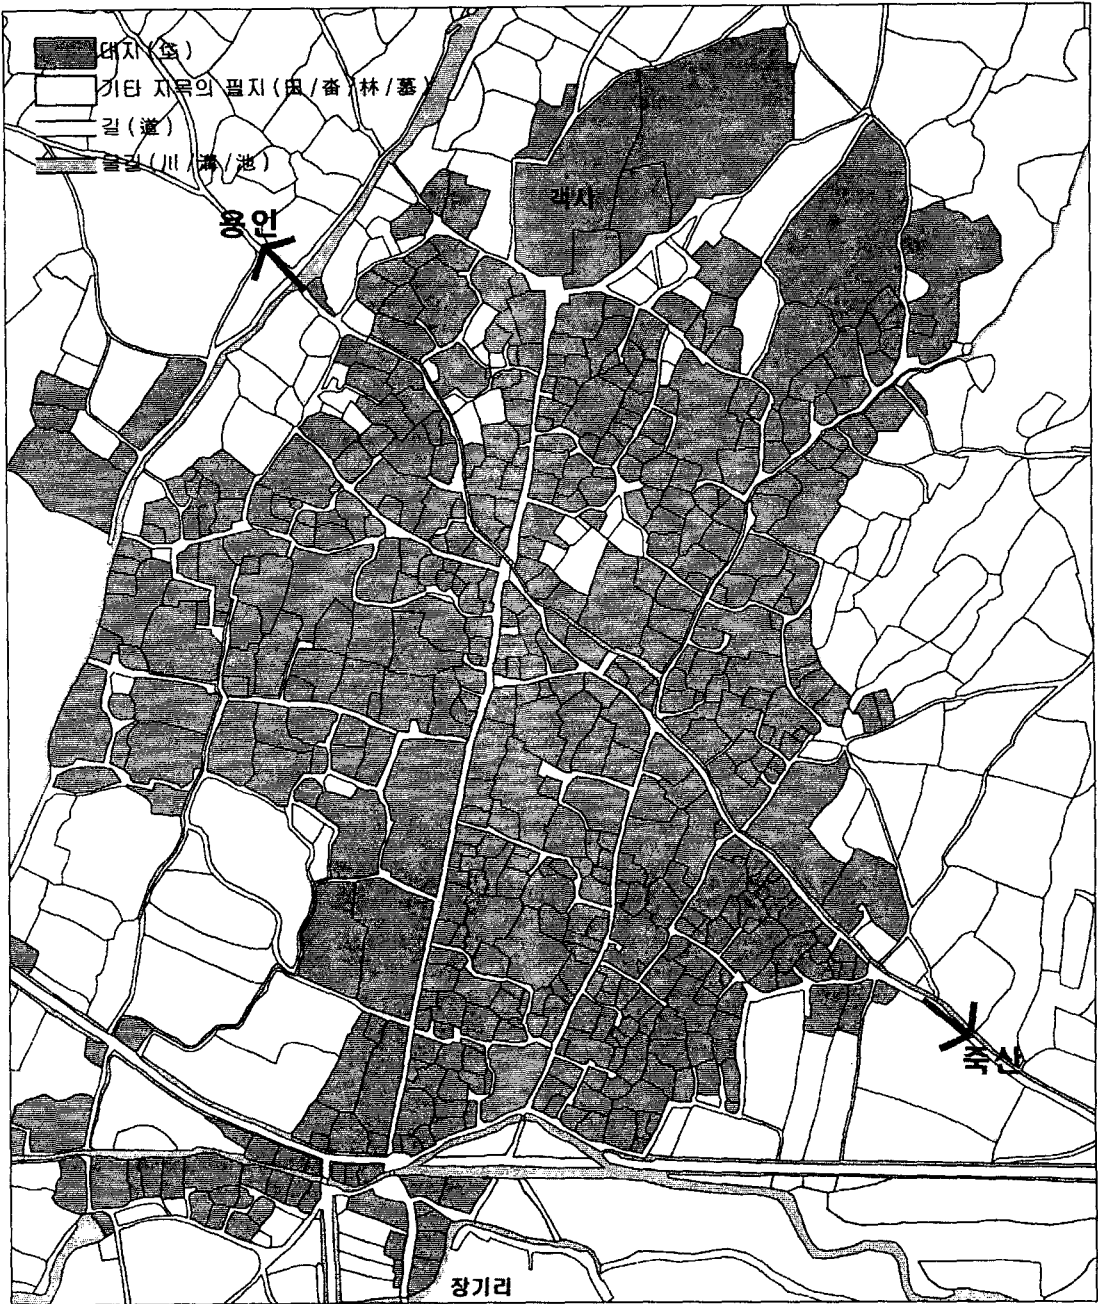 대지(垈)
기타 지목의 필지(田/畓/林/墓)
길(道)
물길(川/溝/池)
용인
객사
죽산
장기리